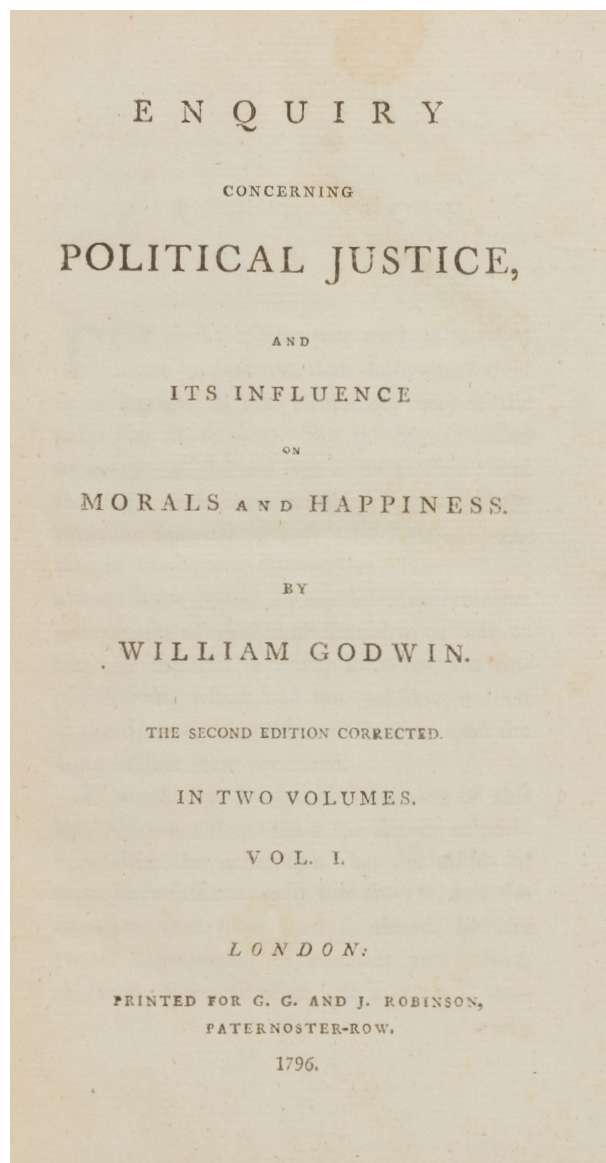 ENQUIRY
CONCERNING
POLITICAL JUSTICE,
AND
ITS INFLUENCE
ON
MORALS AND HAPPINESS.
BY
WILLIAM GODWIN.
THE SECOND EDITION CORRECTED.
IN TWO VOLUMES.
VOL. I.
LONDON:
PRINTED FOR G. G. AND J. ROBINSON,
PATERNOSTER-ROW.
1796.